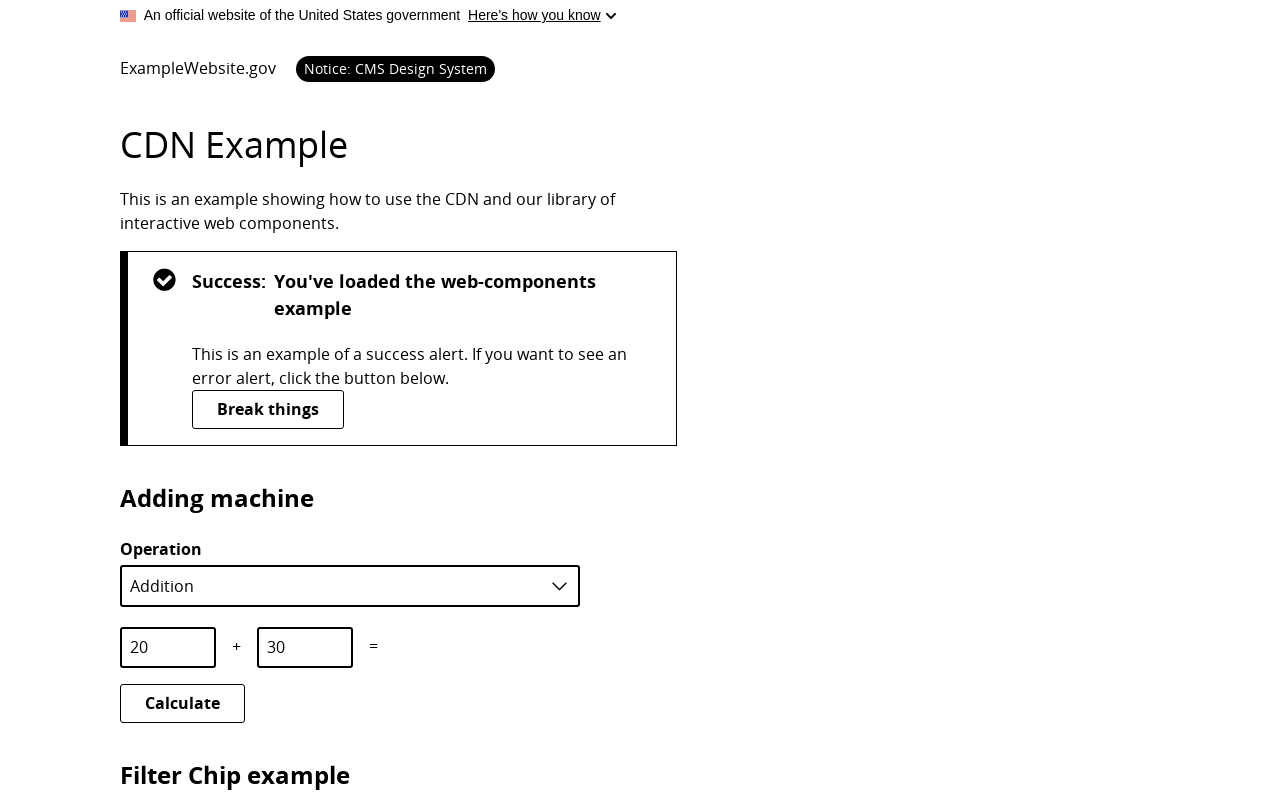 An official website of the United States government Here's how you know
ExampleWebsite.gov Notice: CMS Design System
CDN Example
This is an example showing how to use the CDN and our library of
interactive web components.
Success: You've loaded the web-components
example
This is an example of a success alert. If you want to see an
error alert, click the button below.
Break things
Adding machine
Operation
Addition
20 + 30 =
Calculate
Filter Chip example